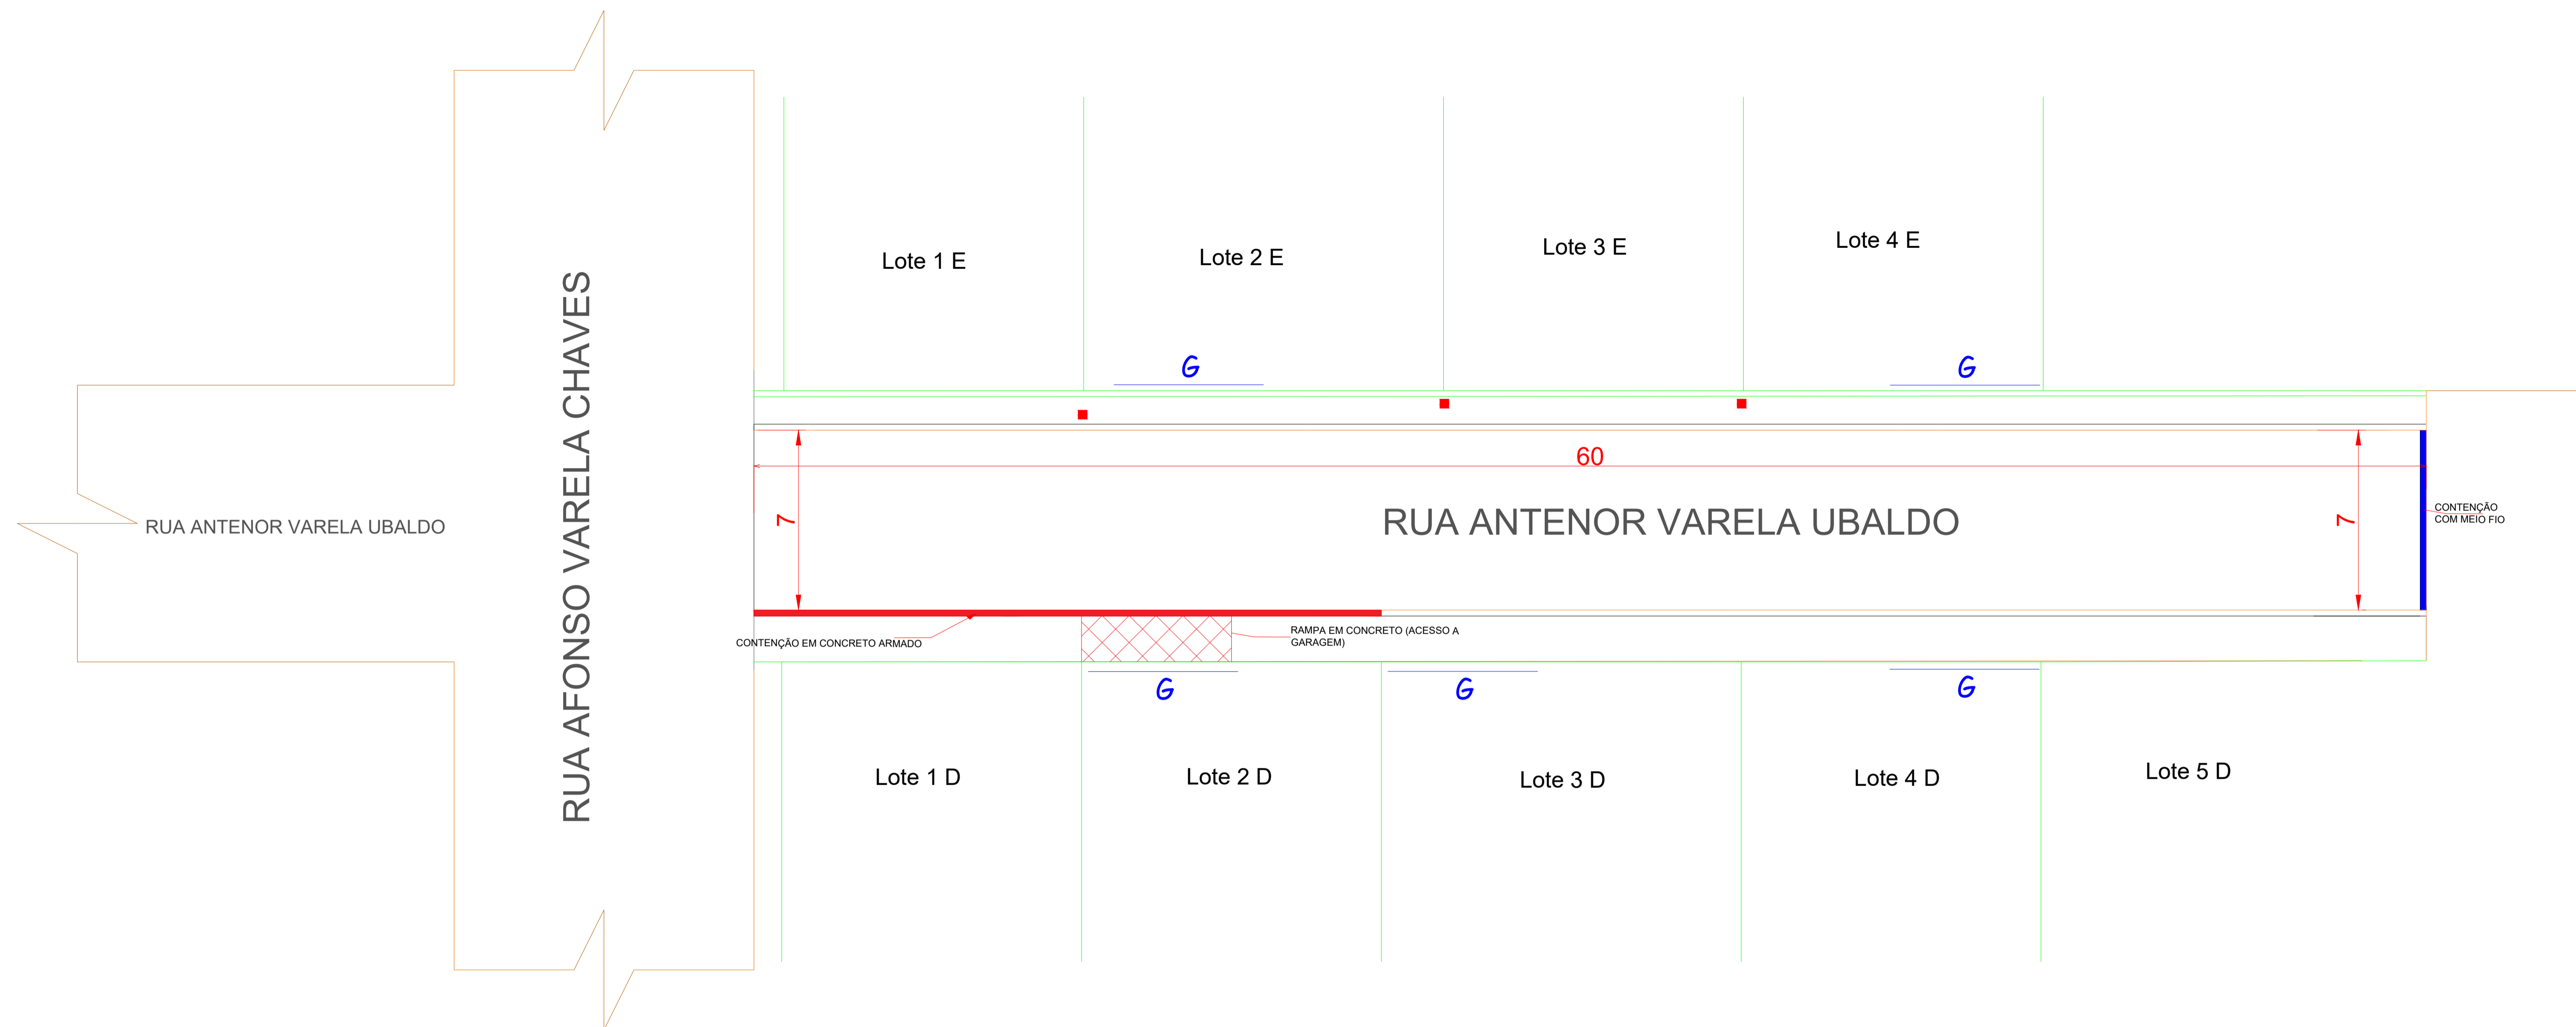 Lote 1 E
Lote 2 E
Lote 3 E
Lote 4 E
G
G
60
7
7
RUA ANTENOR VARELA UBALDO
RUA AFONSO VARELA CHAVES
RUA ANTENOR VARELA UBALDO
CONTENÇÃO
COM MEIO FIO
CONTENÇÃO EM CONCRETO ARMADO
RAMPA EM CONCRETO (ACESSO A
GARAGEM)
G
G
G
Lote 1 D
Lote 2 D
Lote 3 D
Lote 4 D
Lote 5 D